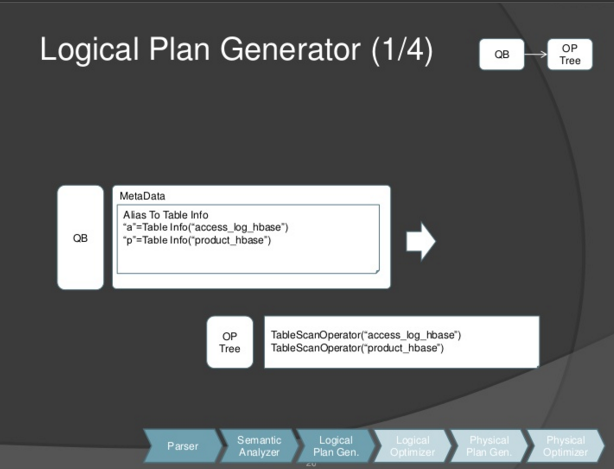 Logical Plan Generator (1/4)
QB
OP
Tree
QB
MetaData
Alias To Table Info
“a”=Table Info(“access_log_hbase”)
“p”=Table Info(“product_hbase”)
OP
Tree
TableScanOperator(“access_log_hbase”)
TableScanOperator(“product_hbase”)
Parser
Semantic
Analyzer
Logical
Plan Gen.
Logical
Optimizer
Physical
Plan Gen.
Physical
Optimizer